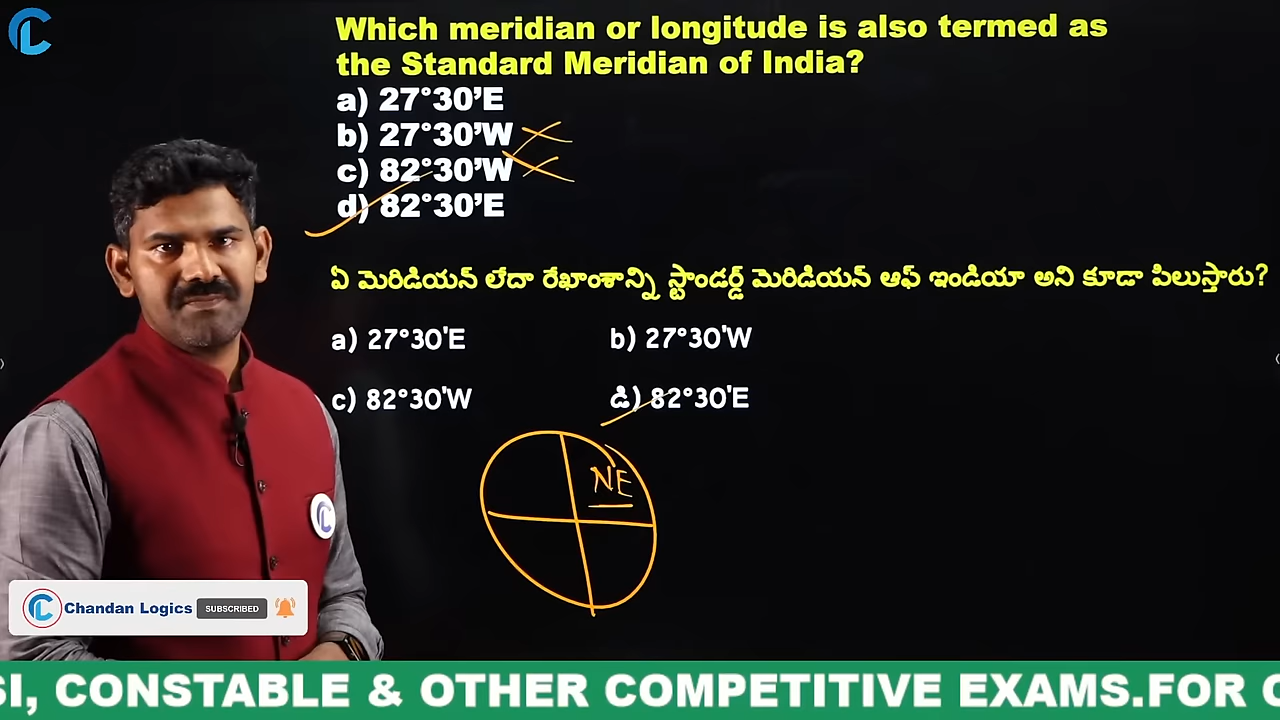 Which meridian or longitude is also termed as
the Standard Meridian of India?
a) 27°30’E
b) 27°30’W
c) 82°30’W
d) 82°30’E
ఏ మెరిడియన్ లేదా రేఖాంశాన్ని స్టాండర్డ్ మెరిడియన్ ఆఫ్ ఇండియా అని కూడా పిలుస్తారు?
a) 27°30'E b) 27°30'W
c) 82°30'W డి) 82°30'E
NE
Chandan Logics SUBSCRIBED
SI, CONSTABLE & OTHER COMPETITIVE EXAMS.FOR